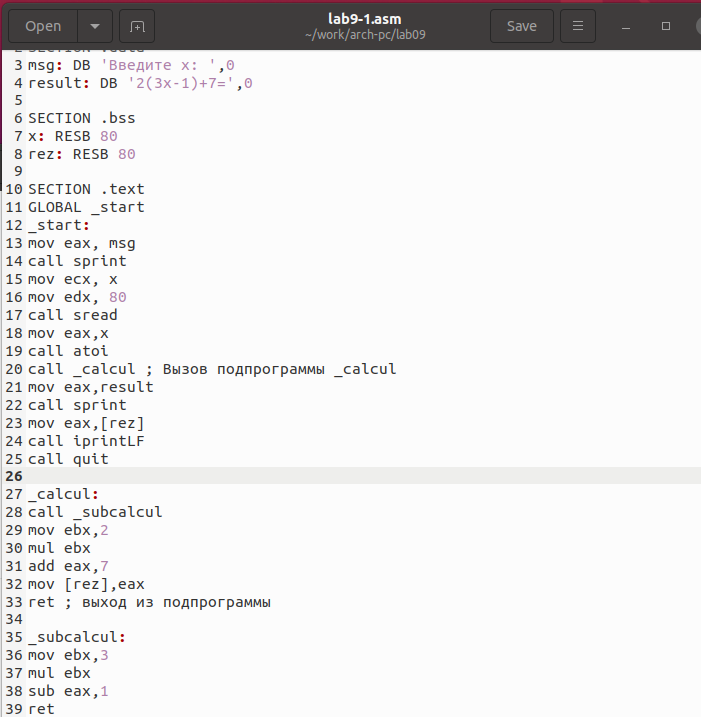 Open
lab9-1.asm
~/work/arch-pc/lab09
Save
3 msg: DB 'Введите x: ',0
4 result: DB '2(3x-1)+7=',0
5
6 SECTION .bss
7 x: RESB 80
8 rez: RESB 80
9
10 SECTION .text
11 GLOBAL _start
12 _start:
13 mov eax, msg
14 call sprint
15 mov ecx, x
16 mov edx, 80
17 call sread
18 mov eax,x
19 call atoi
20 call _calcul ; Вызов подпрограммы _calcul
21 mov eax,result
22 call sprint
23 mov eax,[rez]
24 call iprintLF
25 call quit
26
27 _calcul:
28 call _subcalcul
29 mov ebx,2
30 mul ebx
31 add eax,7
32 mov [rez],eax
33 ret ; выход из подпрограммы
34
35 _subcalcul:
36 mov ebx,3
37 mul ebx
38 sub eax,1
39 ret